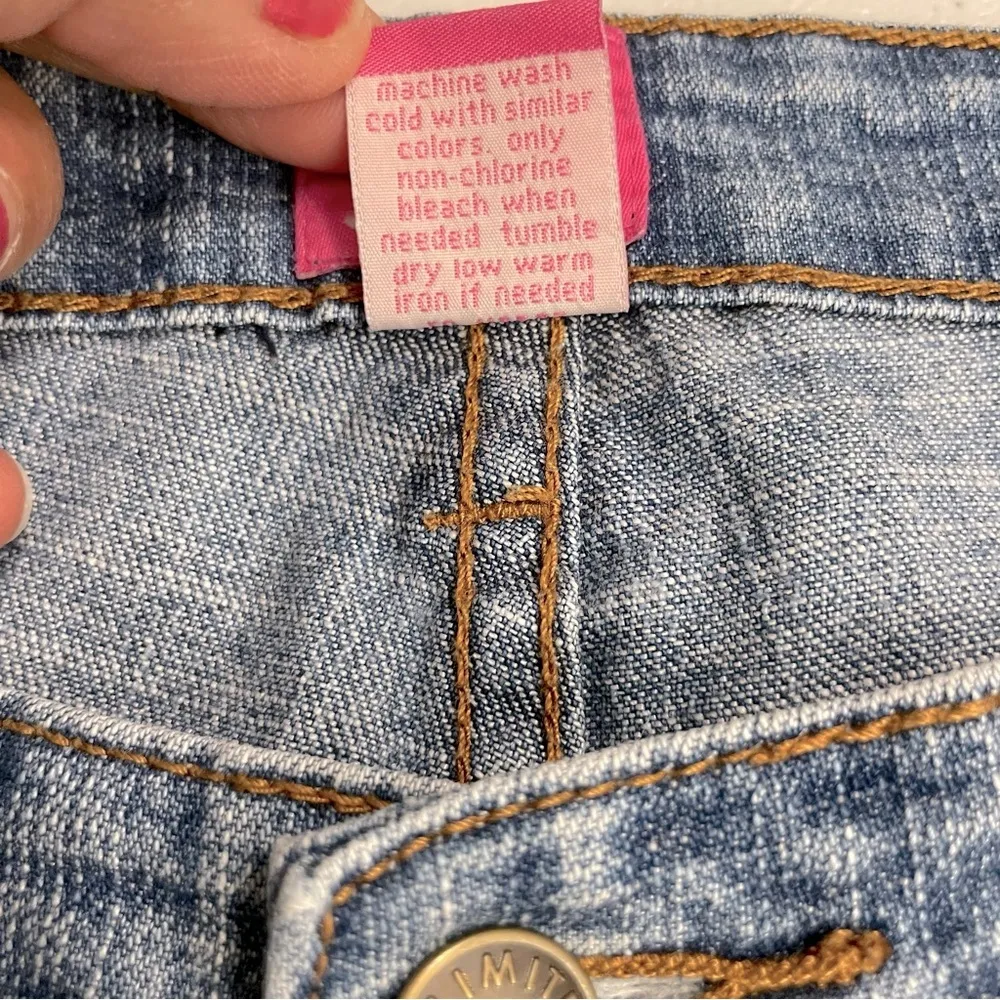 machine wash
cold with similar
colors. only
non-chlorine
bleach when
needed tumble
dry low warm
iron if needed
IMIT